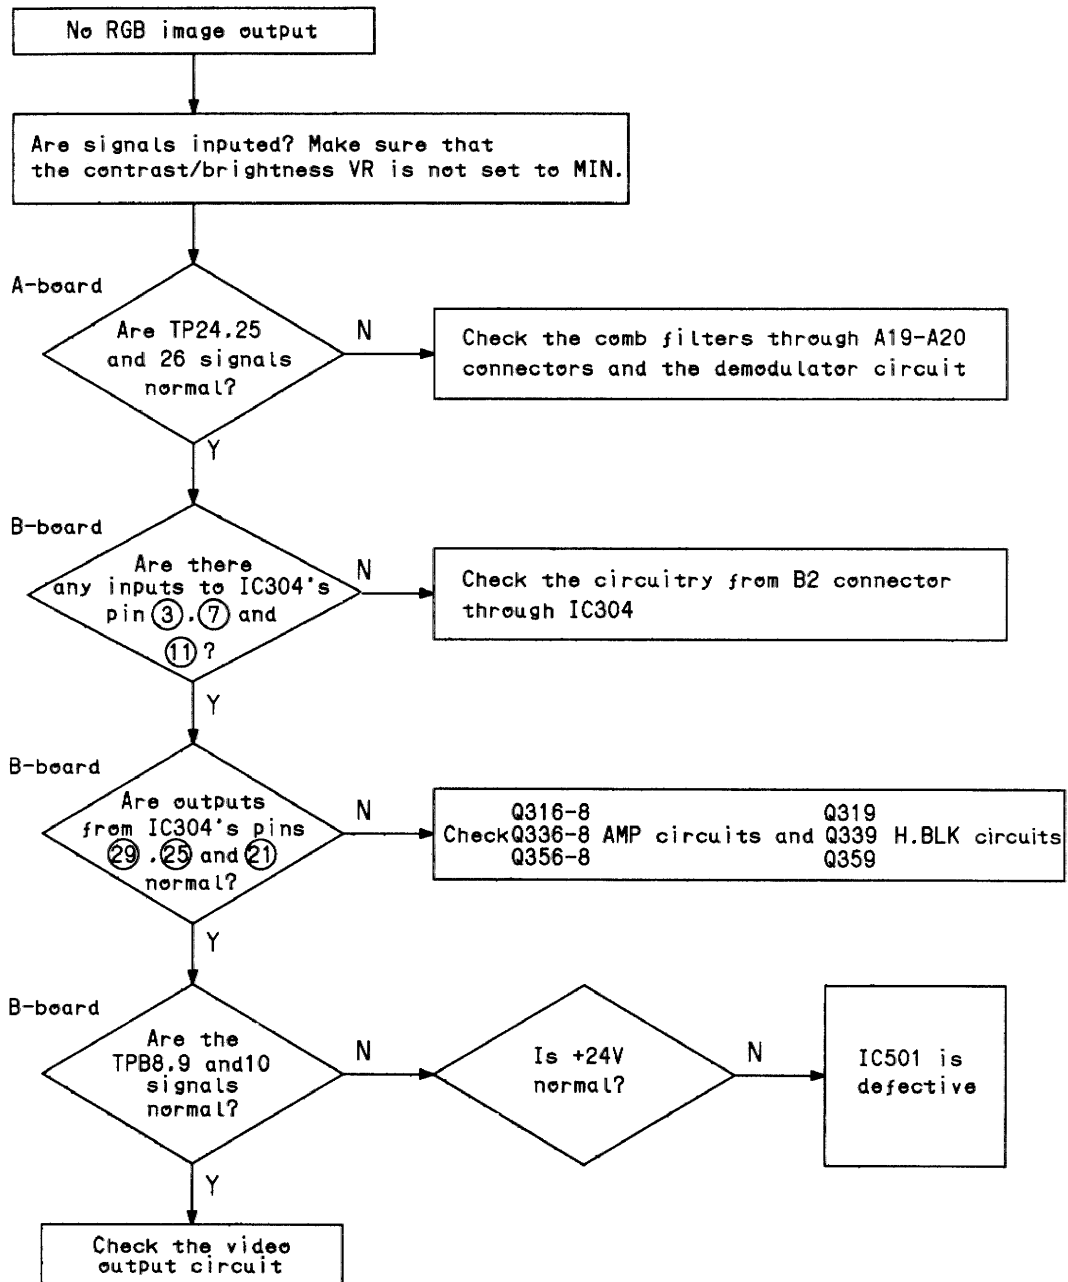 No RGB image output
Are signals inputed? Make sure that
the contrast/brightness VR is not set to MIN.
A-board
Are TP24.25
and 26 signals
normal?
N
Check the comb filters through A19-A20
connectors and the demodulator circuit
Y
B-board
Are there
any inputs to IC304's
pin ③.⑦ and
⑪?
N
Check the circuitry from B2 connector
through IC304
Y
B-board
Are outputs
from IC304's pins
㉙.㉕ and ㉑
normal?
N
Q316-8 Q319
Check Q336-8 AMP circuits and Q339 H.BLK circuits
Q356-8 Q359
Y
B-board
Are the
TPB8.9 and10
signals
normal?
N
Is +24V
normal?
N
IC501 is
defective
Y
Check the video
output circuit